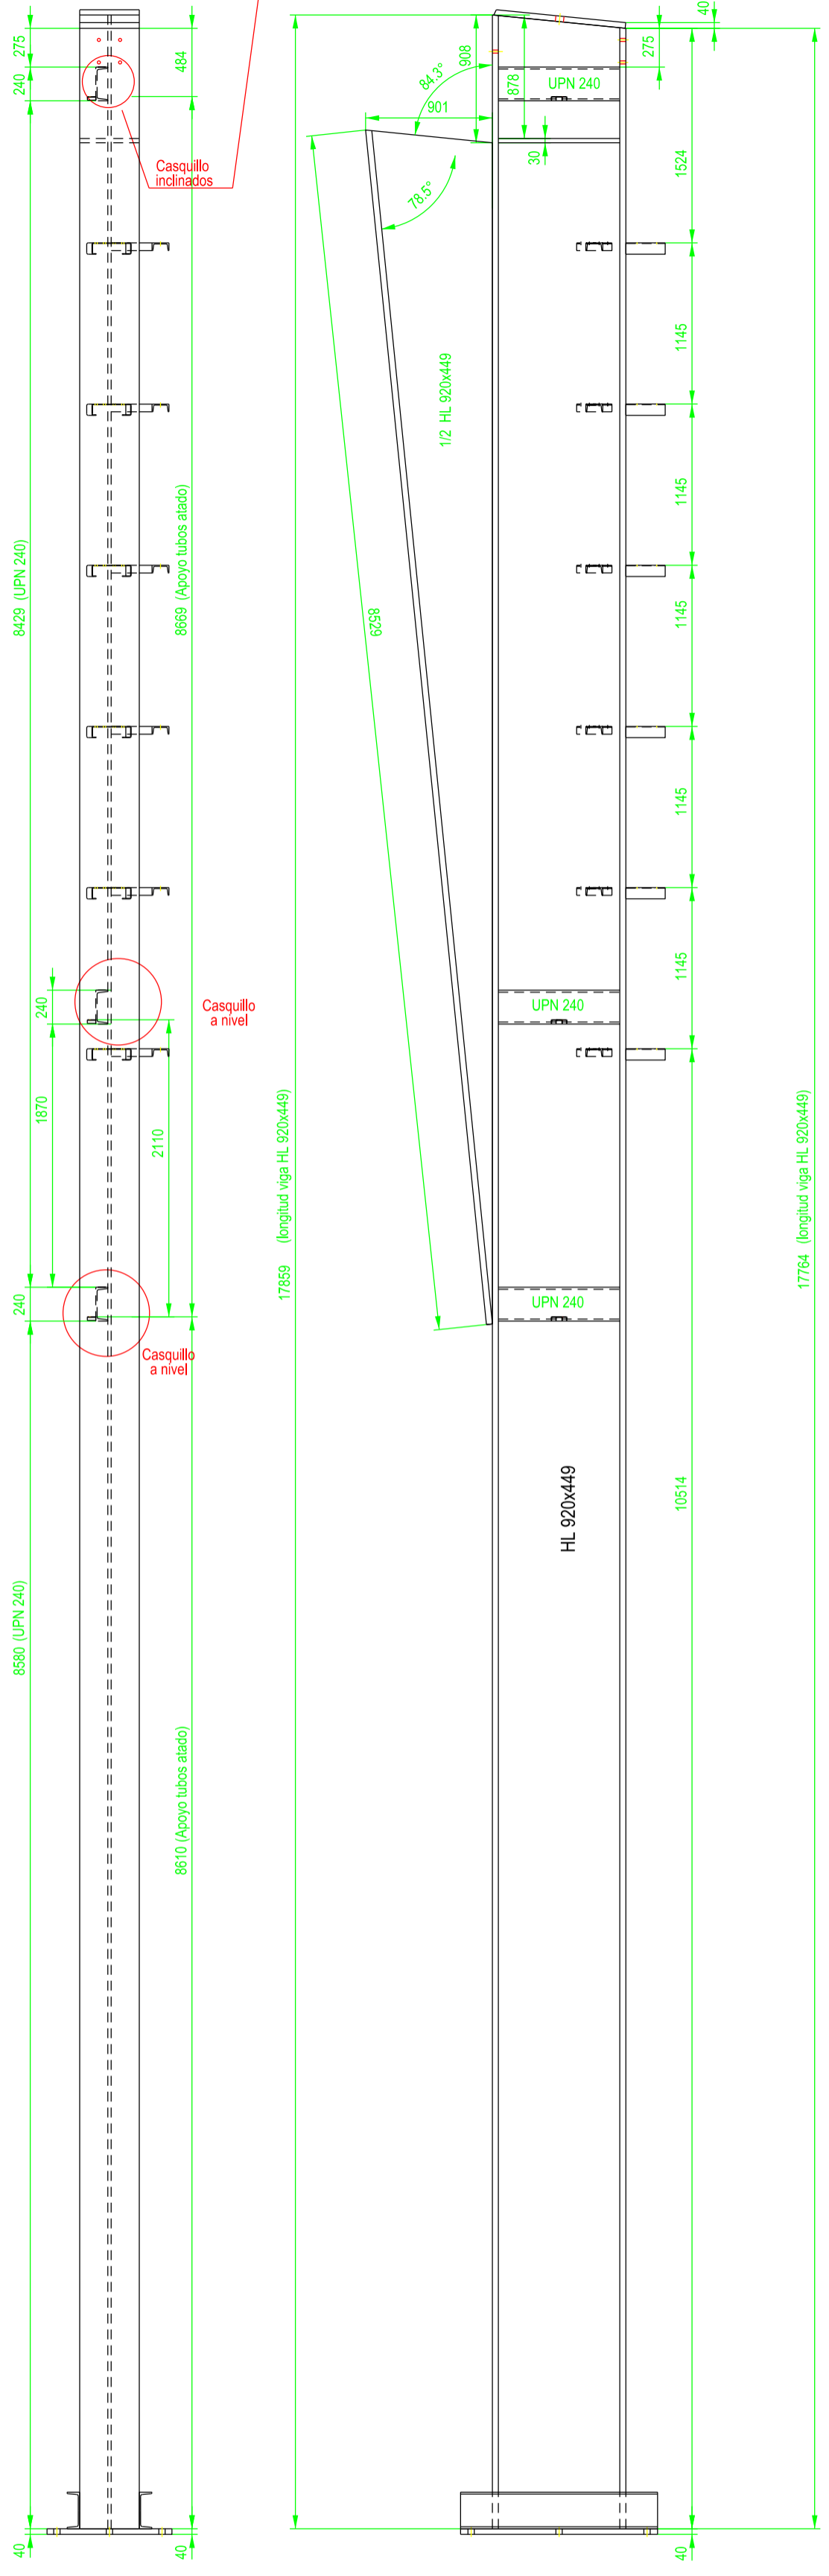 40
275
240
484
Casquillo
inclinados
8429 (UPN 240)
8669 (Apoyo tubos atado)
240
Casquillo
a nivel
1870
2110
240
Casquillo
a nivel
8580 (UPN 240)
8610 (Apoyo tubos atado)
40
40
908
878
84.3°
901
UPN 240
275
30
78.5°
1524
1145
1/2 HL 920x449
1145
1145
8529
1145
1145
UPN 240
17859 (longitud viga HL 920x449)
17764 (longitud viga HL 920x449)
UPN 240
HL 920x449
10514
40